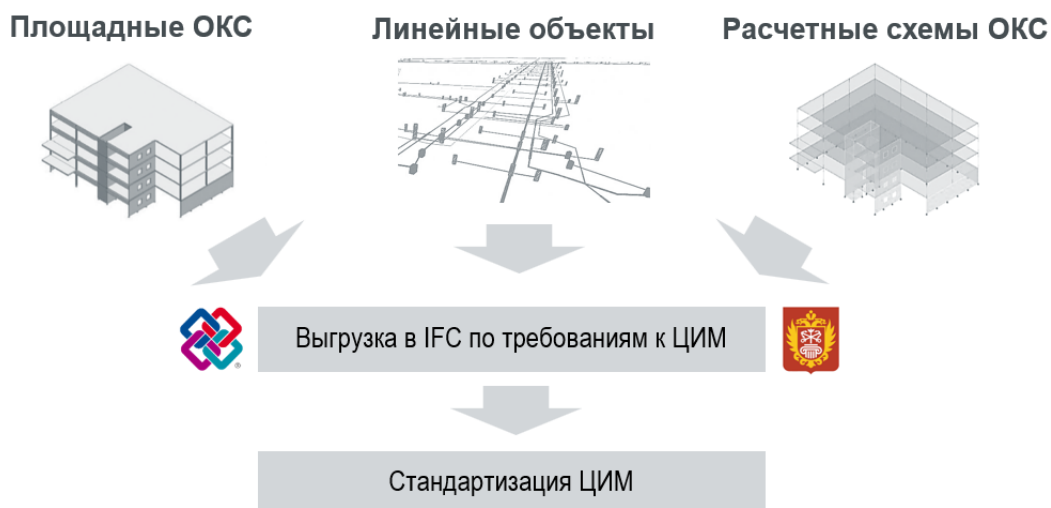 Площадные ОКС
Линейные объекты
Расчетные схемы ОКС
Выгрузка в IFC по требованиям к ЦИМ
®
Стандартизация ЦИМ